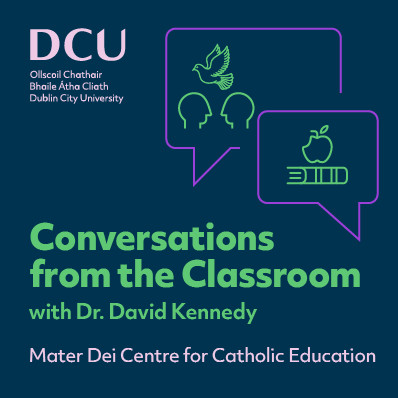 DCU
Ollscoil Chathair
Bhaile Átha Cliath
Dublin City University
Conversations
from the Classroom
with Dr. David Kennedy
Mater Dei Centre for Catholic Education